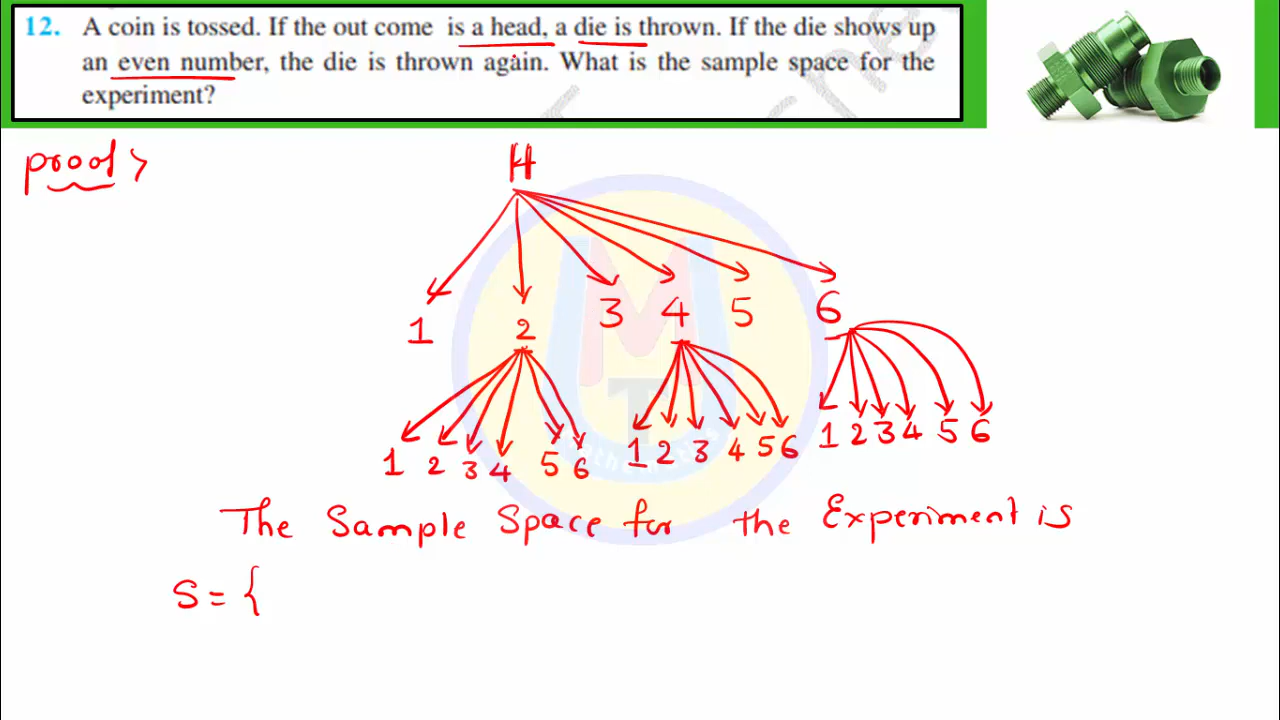 12. A coin is tossed. If the out come is a head, a die is thrown. If the die shows up
an even number, the die is thrown again. What is the sample space for the
experiment?
proof >
H
1 2 3 4 5 6
1 2 3 4 5 6 1 2 3 4 5 6 1 2 3 4 5 6
The Sample Space for the Experiment is
S = {